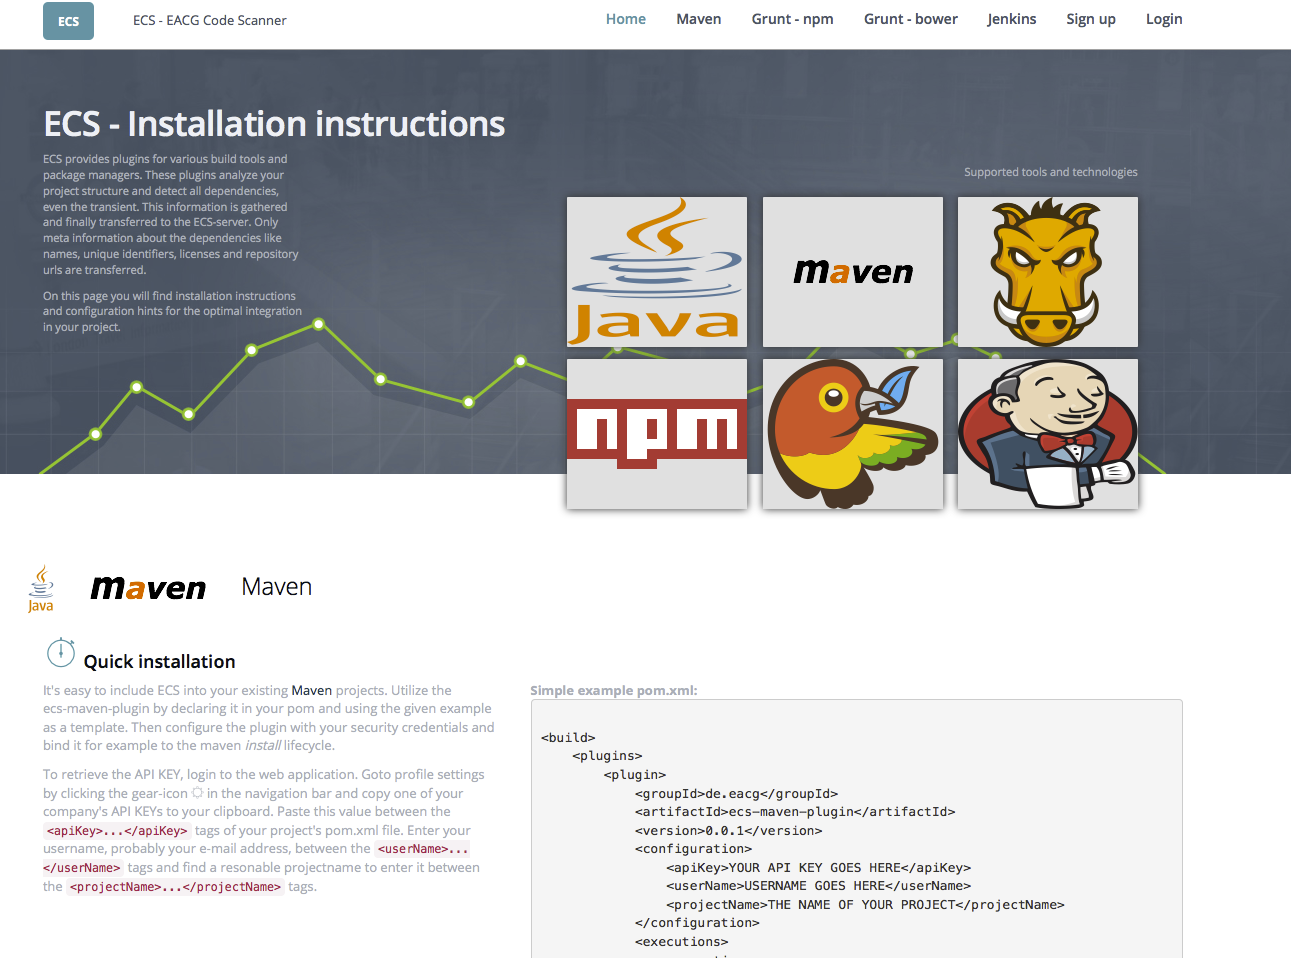 ECS
ECS - EACG Code Scanner
Home
Maven
Grunt - npm
Grunt - bower
Jenkins
Sign up
Login
ECS - Installation instructions
ECS provides plugins for various build tools and
package managers. These plugins analyze your
project structure and detect all dependencies,
even the transient. This information is gathered
and finally transferred to the ECS-server. Only
meta information about the dependencies like
names, unique identifiers, licenses and repository
urls are transferred.
On this page you will find installation instructions
and configuration hints for the optimal integration
in your project.
Supported tools and technologies
Java
maven
npm
Java
maven
Maven
Quick installation
It's easy to include ECS into your existing Maven projects. Utilize the
ecs-maven-plugin by declaring it in your pom and using the given example
as a template. Then configure the plugin with your security credentials and
bind it for example to the maven install lifecycle.
To retrieve the API KEY, login to the web application. Goto profile settings
by clicking the gear-icon in the navigation bar and copy one of your
company's API KEYs to your clipboard. Paste this value between the
<apiKey>...</apiKey> tags of your project's pom.xml file. Enter your
username, probably your e-mail address, between the <userName>...
</userName> tags and find a resonable projectname to enter it between
the <projectName>...</projectName> tags.
Simple example pom.xml:
<build>
<plugins>
<plugin>
<groupId>de.eacg</groupId>
<artifactId>ecs-maven-plugin</artifactId>
<version>0.0.1</version>
<configuration>
<apiKey>YOUR API KEY GOES HERE</apiKey>
<userName>USERNAME GOES HERE</userName>
<projectName>THE NAME OF YOUR PROJECT</projectName>
</configuration>
<executions>